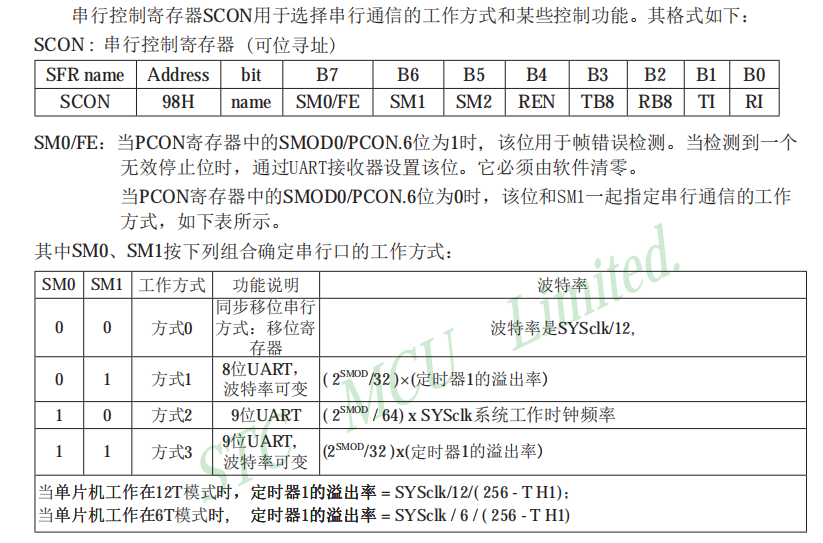 串行控制寄存器SCON用于选择串行通信的工作方式和某些控制功能。其格式如下：
SCON : 串行控制寄存器 (可位寻址)
SFR name Address bit B7 B6 B5 B4 B3 B2 B1 B0
SCON 98H name SM0/FE SM1 SM2 REN TB8 RB8 TI RI
SM0/FE：当PCON寄存器中的SMOD0/PCON.6位为1时，该位用于帧错误检测。当检测到一个
无效停止位时，通过UART接收器设置该位。它必须由软件清零。
当PCON寄存器中的SMOD0/PCON.6位为0时，该位和SM1一起指定串行通信的工作
方式，如下表所示。
其中SM0、SM1按下列组合确定串行口的工作方式：
SM0 SM1 工作方式 功能说明 波特率
0 0 方式0 同步移位串行
方式：移位寄
存器 波特率是SYSclk/12,
0 1 方式1 8位UART,
波特率可变 ( 2SMOD/32 )×(定时器1的溢出率)
1 0 方式2 9位UART ( 2SMOD / 64) x SYSclk系统工作时钟频率
1 1 方式3 9位UART,
波特率可变 (2SMOD/32 )x(定时器1的溢出率)
当单片机工作在12T模式时，定时器1的溢出率 = SYSclk/12/( 256 - T H1)；
当单片机工作在6T模式时， 定时器1的溢出率 = SYSclk / 6 / ( 256 - T H1)
STC MCU Limited.